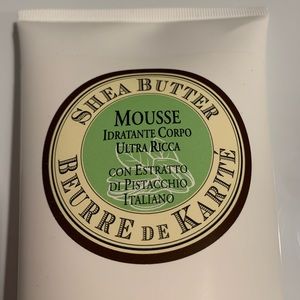 SHEA BUTTER
MOUSSE
IDRATANTE CORPO
ULTRA RICCA
CON ESTRATTO
DI PISTACCHIO
ITALIANO
BEURRE DE KARITÉ